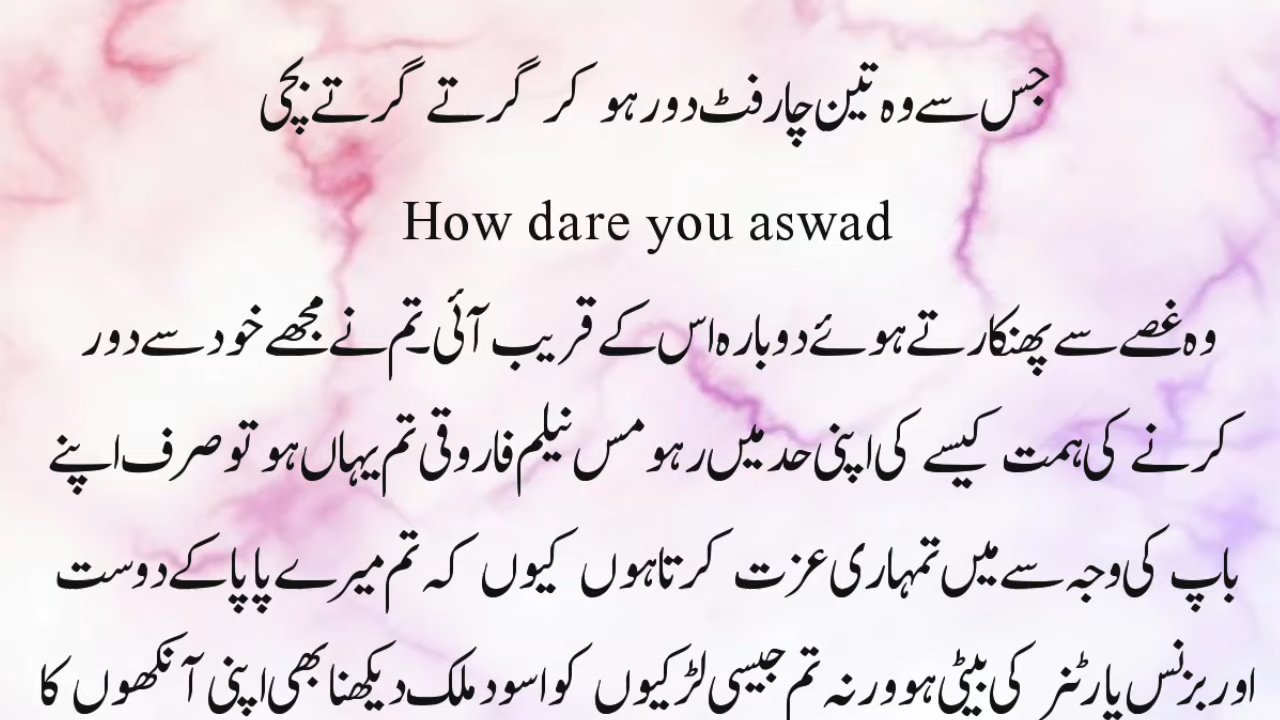 جس سے وہ تین چار فٹ دور ہو کر گرتے گرتے بچی
How dare you aswad
وہ غصے سے پھنکارتے ہوئے دوبارہ اس کے قریب آئی۔تم نے مجھے خود سے دور
کرنے کی ہمت کیسے کی اپنی حد میں رہو مس نیلم فاروقی تم یہاں ہو تو صرف اپنے
باپ کی وجہ سے میں تمہاری عزت کرتا ہوں کیوں کہ تم میرے پاپا کے دوست
اور بزنس پارٹنر کی بیٹی ہو ورنہ تم جیسی لڑکیوں کو اسود ملک دیکھنا بھی اپنی آنکھوں کا